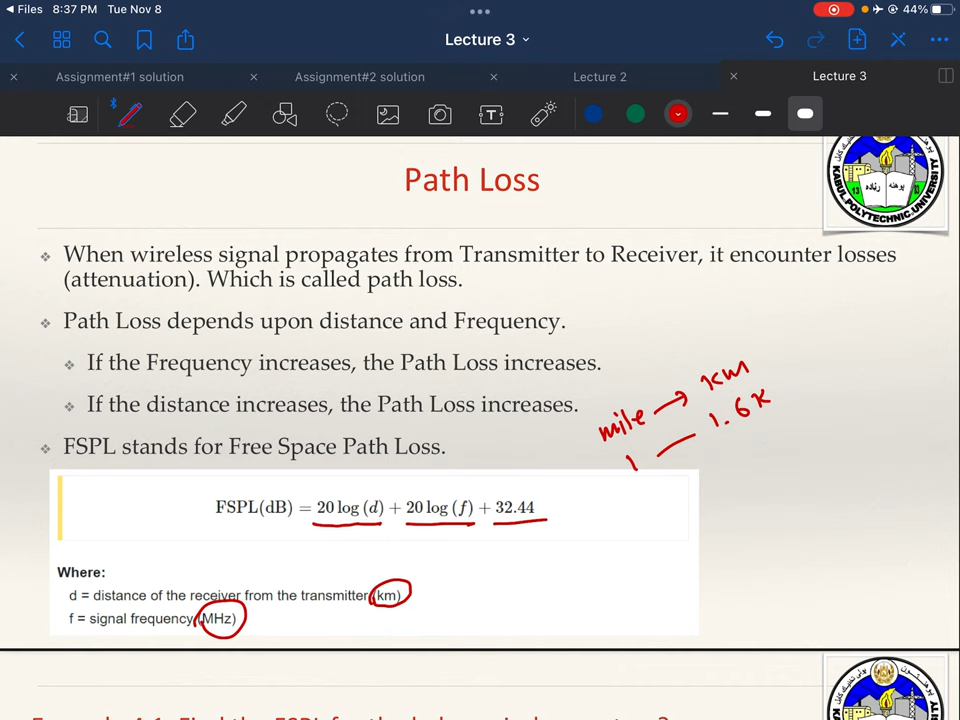 Files 8:37 PM Tue Nov 8 44%
Lecture 3
Assignment#1 solution Assignment#2 solution Lecture 2 Lecture 3
Path Loss
KABUL POLYTECHNIC UNIVERSITY
When wireless signal propagates from Transmitter to Receiver, it encounter losses
(attenuation). Which is called path loss.
Path Loss depends upon distance and Frequency.
If the Frequency increases, the Path Loss increases.
If the distance increases, the Path Loss increases.
mile → km
1 — 1.6K
FSPL stands for Free Space Path Loss.
FSPL(dB) = 20 log (d) + 20 log (f) + 32.44
Where:
d = distance of the receiver from the transmitter (km)
f = signal frequency (MHz)